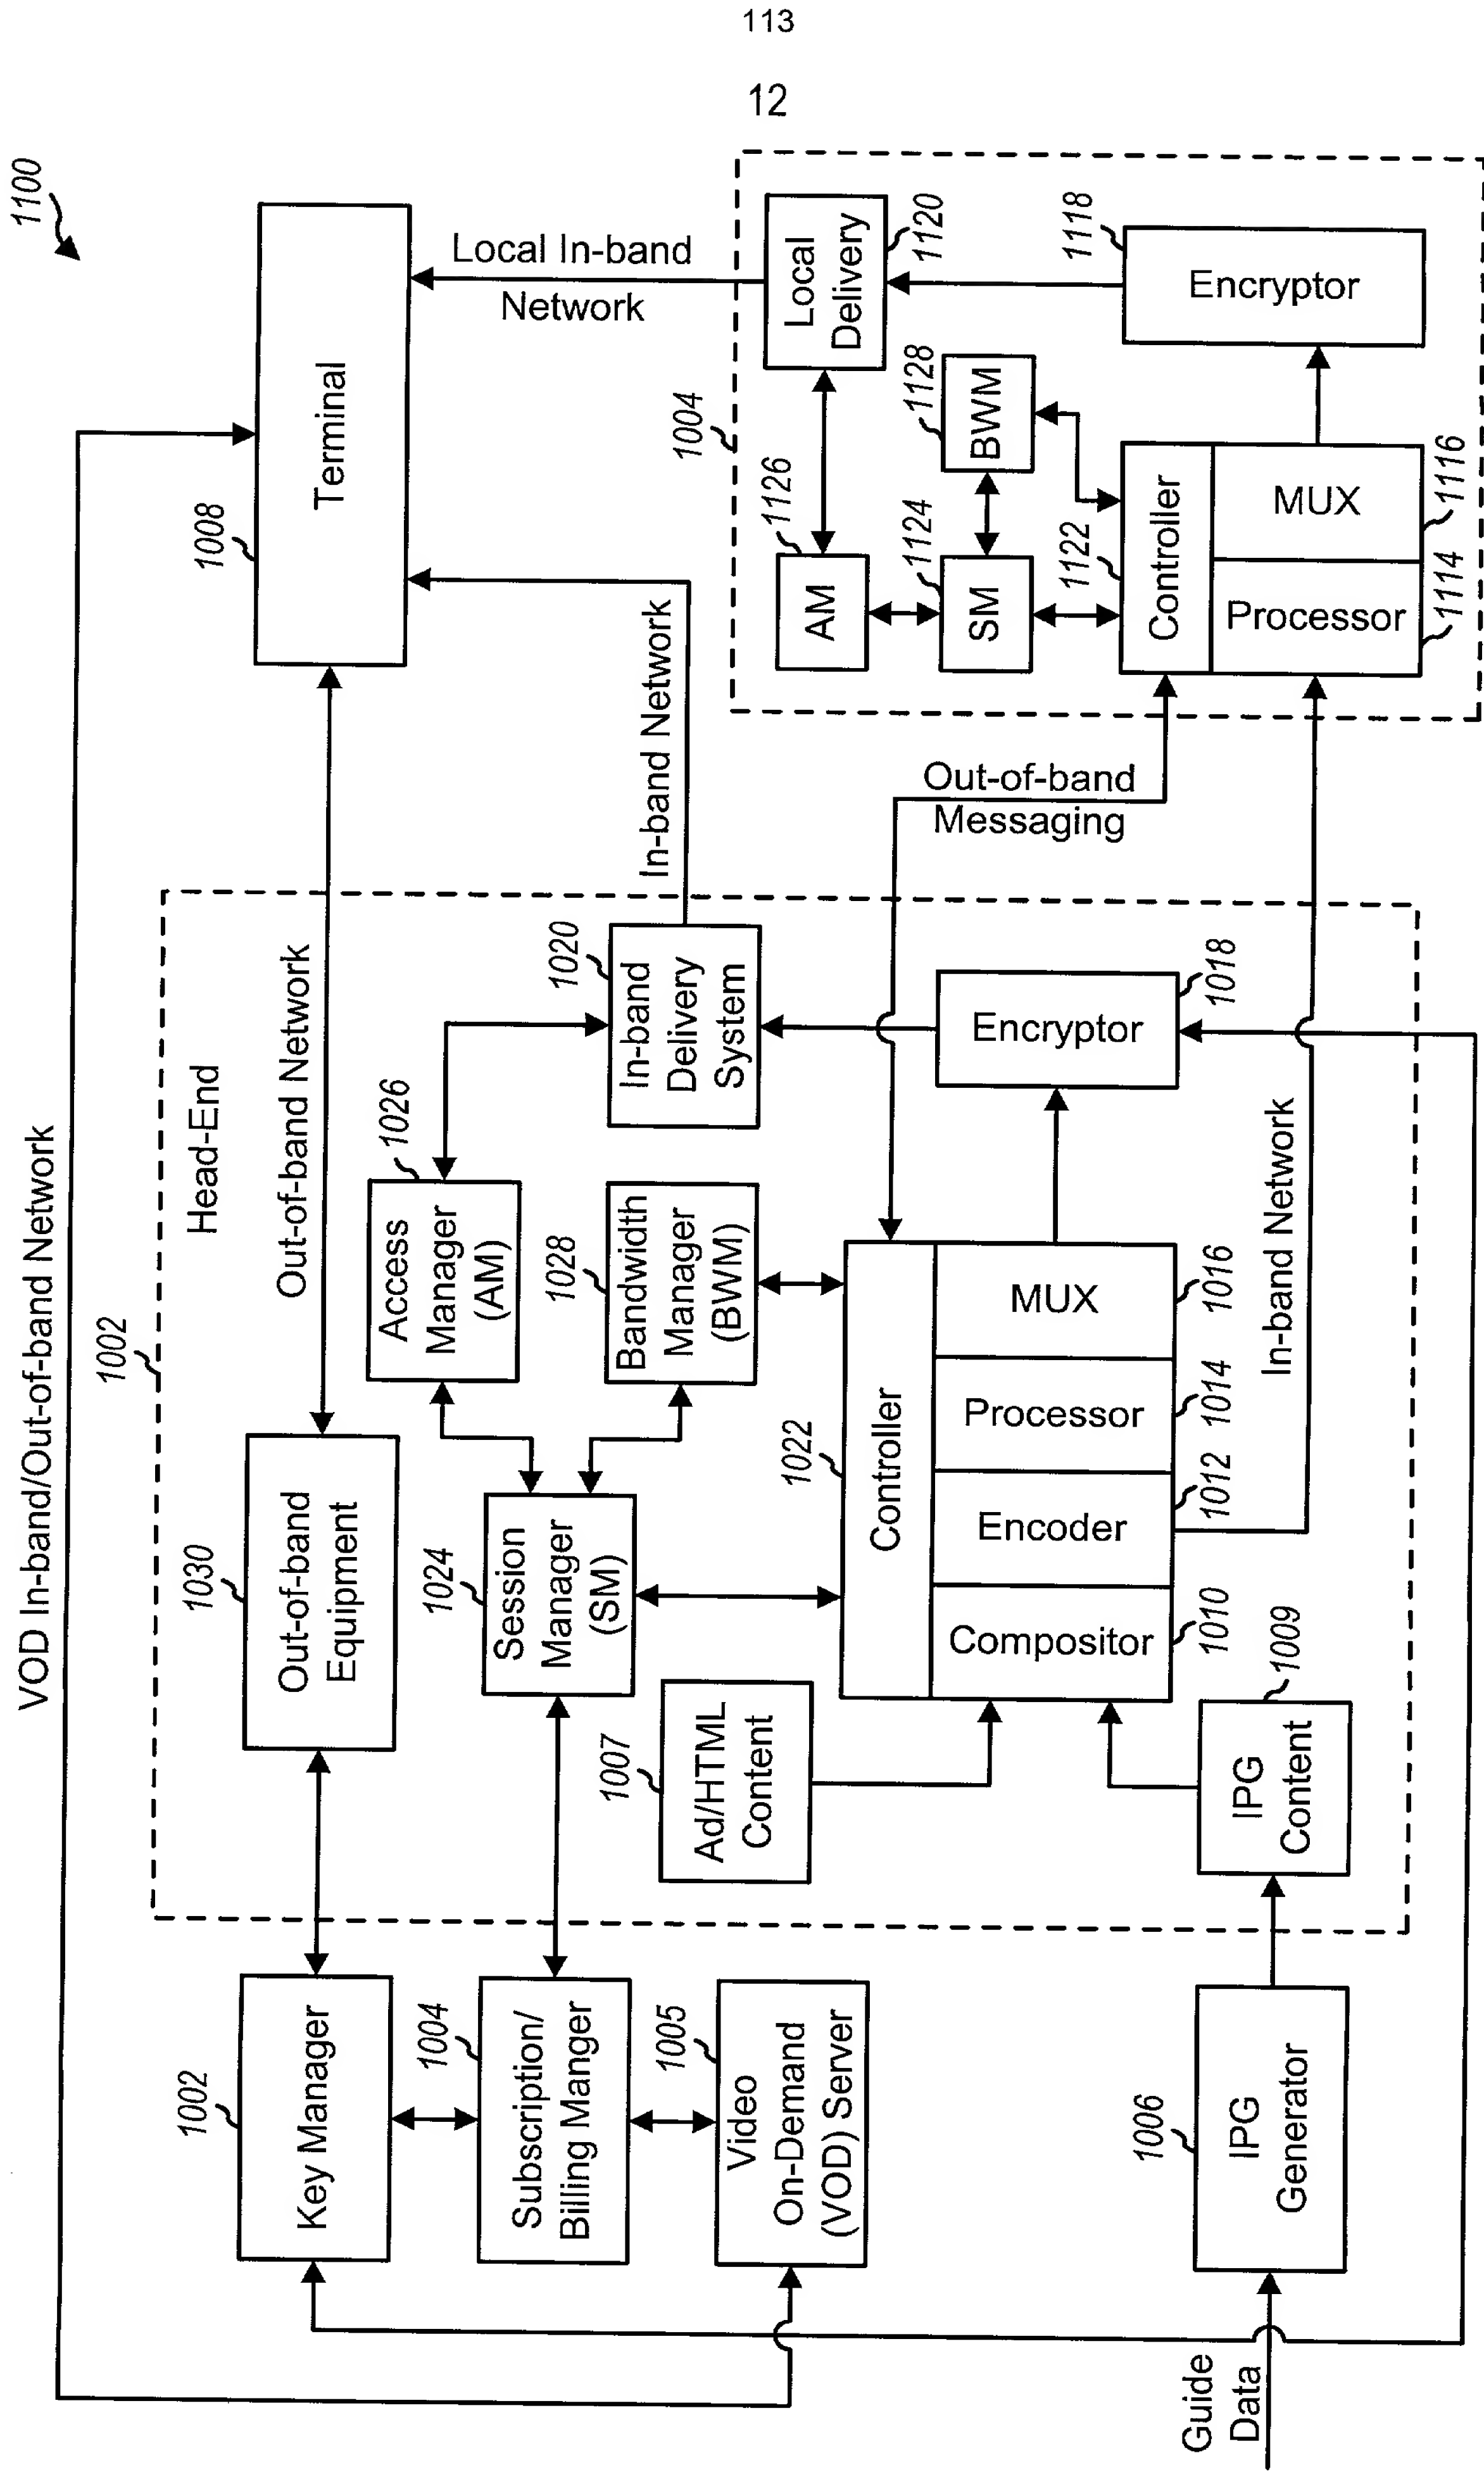 113
12
1100
VOD In-band/Out-of-band Network
1002
Head-End
1002
Key Manager
1030
Out-of-band
Equipment
Out-of-band Network
1008
Terminal
1004
Subscription/
Billing Manger
1005
Video
On-Demand
(VOD) Server
1024
Session
Manager
(SM)
1026
Access
Manager
(AM)
1028
Bandwidth
Manager
(BWM)
1020
In-band
Delivery
System
In-band Network
Local In-band
Network
1007
Ad/HTML
Content
1022
Controller
Compositor
1010
Encoder
1012
Processor
1014
MUX
1016
Encryptor
1018
In-band Network
Out-of-band
Messaging
Guide
Data
1006
IPG
Generator
1009
IPG
Content
1004
Local
Delivery
1120
1126
AM
1124
SM
1128
BWM
1122
Controller
Processor
1114
MUX
1116
1118
Encryptor